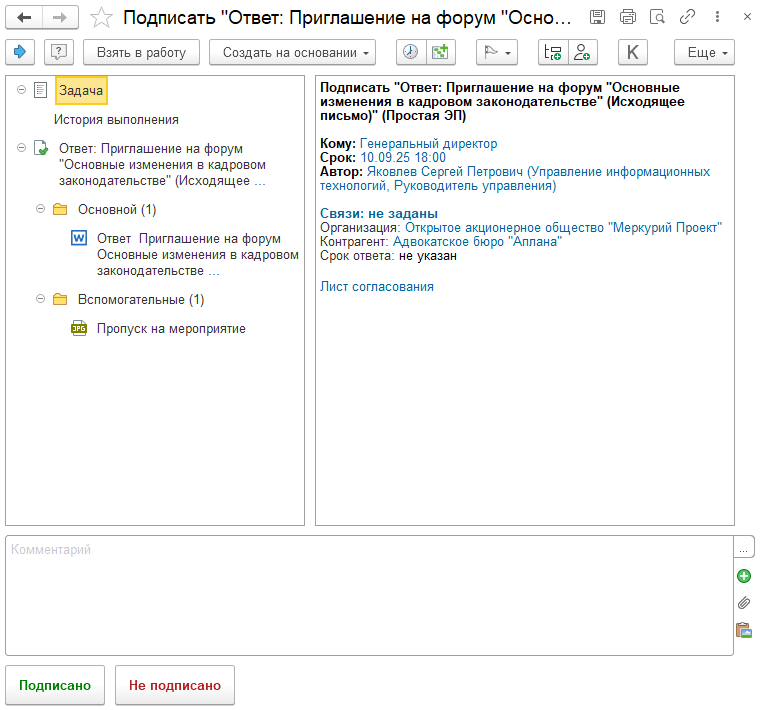 Подписать "Ответ: Приглашение на форум "Осно...
Взять в работу
Создать на основании
К
Еще
Задача
История выполнения
Ответ: Приглашение на форум
"Основные изменения в кадровом
законодательстве" (Исходящее ...
Основной (1)
Ответ Приглашение на форум
Основные изменения в кадровом
законодательстве ...
Вспомогательные (1)
JPG
Пропуск на мероприятие
Подписать "Ответ: Приглашение на форум "Основные
изменения в кадровом законодательстве" (Исходящее
письмо)" (Простая ЭП)
Кому: Генеральный директор
Срок: 10.09.25 18:00
Автор: Яковлев Сергей Петрович (Управление информационных
технологий, Руководитель управления)
Связи: не заданы
Организация: Открытое акционерное общество "Меркурий Проект"
Контрагент: Адвокатское бюро "Аплана"
Срок ответа: не указан
Лист согласования
Комментарий
...
Подписано
Не подписано